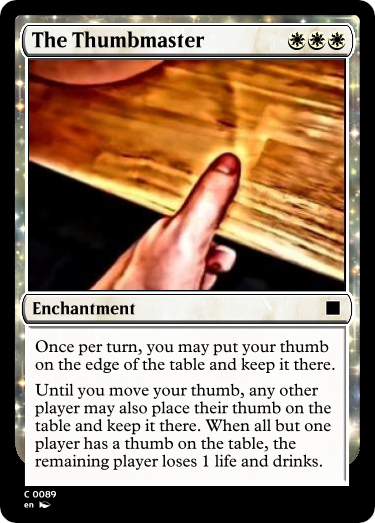 The Thumbmaster
Enchantment
Once per turn, you may put your thumb
on the edge of the table and keep it there.
Until you move your thumb, any other
player may also place their thumb on the
table and keep it there. When all but one
player has a thumb on the table, the
remaining player loses 1 life and drinks.
C 0089
en